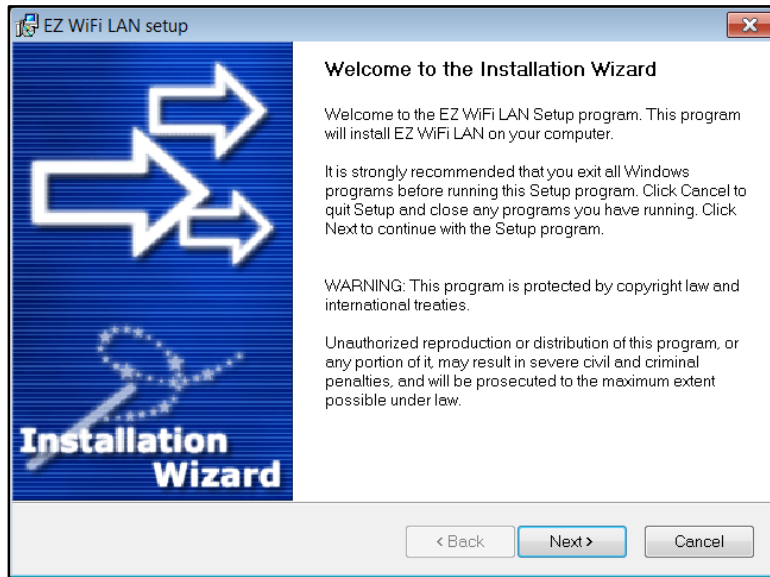 EZ WiFi LAN setup
Welcome to the Installation Wizard
Welcome to the EZ WiFi LAN Setup program. This program
will install EZ WiFi LAN on your computer.
It is strongly recommended that you exit all Windows
programs before running this Setup program. Click Cancel to
quit Setup and close any programs you have running. Click
Next to continue with the Setup program.
WARNING: This program is protected by copyright law and
international treaties.
Unauthorized reproduction or distribution of this program, or
any portion of it, may result in severe civil and criminal
penalties, and will be prosecuted to the maximum extent
possible under law.
Installation
Wizard
< Back
Next >
Cancel